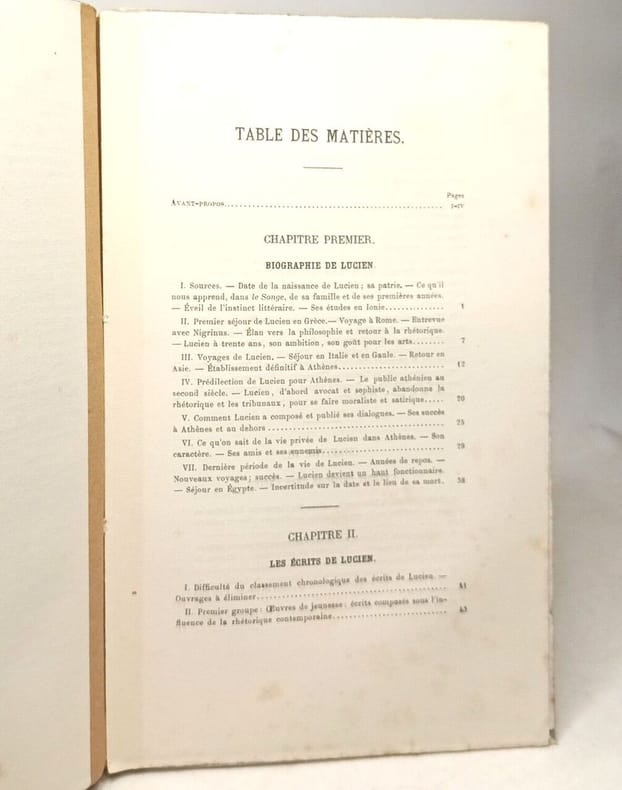 TABLE DES MATIÈRES.
Pages
AVANT-PROPOS........ I-IV
CHAPITRE PREMIER.
BIOGRAPHIE DE LUCIEN.
I. Sources. — Date de la naissance de Lucien; sa patrie. — Ce qu'il
nous apprend, dans le Songe, de sa famille et de ses premières années.
— Éveil de l'instinct littéraire. — Ses études en Ionie........ 1
II. Premier séjour de Lucien en Grèce. — Voyage à Rome. — Entrevue
avec Nigrinus. — Élan vers la philosophie et retour à la rhétorique.
— Lucien à trente ans, son ambition, son goût pour les arts........ 7
III. Voyages de Lucien. — Séjour en Italie et en Gaule. — Retour en
Asie. — Établissement définitif à Athènes........ 12
IV. Prédilection de Lucien pour Athènes. — Le public athénien au
second siècle. — Lucien, d'abord avocat et sophiste, abandonne la
rhétorique et les tribunaux, pour se faire moraliste et satirique..... 20
V. Comment Lucien a composé et publié ses dialogues. — Ses succès
à Athènes et au dehors........ 25
VI. Ce qu'on sait de la vie privée de Lucien dans Athènes. — Son
caractère. — Ses amis et ses ennemis........ 29
VII. Dernière période de la vie de Lucien. — Années de repos. —
Nouveaux voyages; succès. — Lucien devient un haut fonctionnaire.
— Séjour en Égypte. — Incertitude sur la date et le lieu de sa mort. 38
CHAPITRE II.
LES ÉCRITS DE LUCIEN.
I. Difficulté du classement chronologique des écrits de Lucien. —
Ouvrages à éliminer........ 41
II. Premier groupe: Œuvres de jeunesse: écrits composés sous l'in-
fluence de la rhétorique contemporaine........ 43